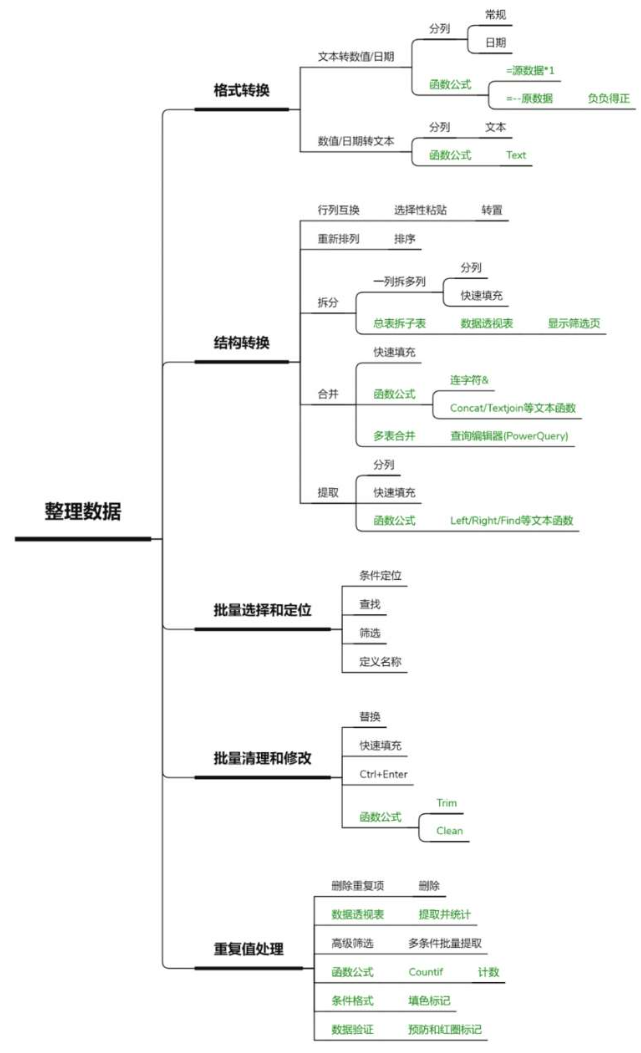 整理数据
格式转换
文本转数值/日期
分列
常规
日期
函数公式
=源数据*1
=--原数据
负负得正
数值/日期转文本
分列
文本
函数公式
Text
结构转换
行列互换
选择性粘贴
转置
重新排列
排序
拆分
一列拆多列
分列
快速填充
总表拆子表
数据透视表
显示筛选页
合并
快速填充
函数公式
连字符&
Concat/Textjoin等文本函数
多表合并
查询编辑器(PowerQuery)
提取
分列
快速填充
函数公式
Left/Right/Find等文本函数
批量选择和定位
条件定位
查找
筛选
定义名称
批量清理和修改
替换
快速填充
Ctrl+Enter
函数公式
Trim
Clean
重复值处理
删除重复项
删除
数据透视表
提取并统计
高级筛选
多条件批量提取
函数公式
Countif
计数
条件格式
填色标记
数据验证
预防和红圈标记